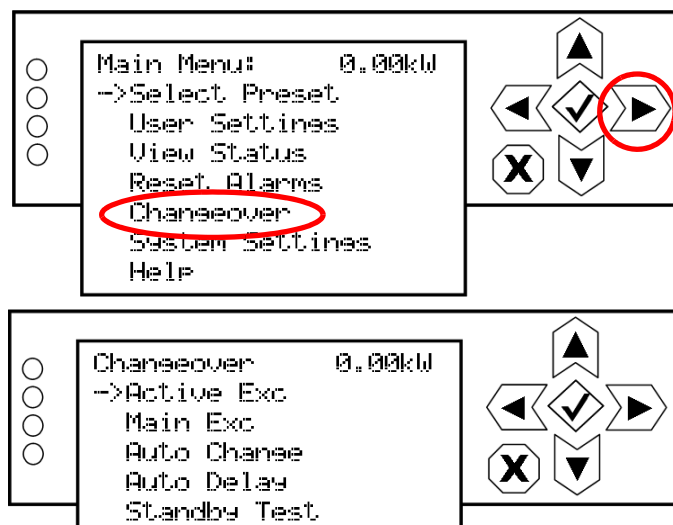 Main Menu: 0.00kW
->Select Preset
User Settings
View Status
Reset Alarms
Changeover
System Settings
Help
X
Changeover 0.00kW
->Active Exc
Main Exc
Auto Change
Auto Delay
Standby Test
X